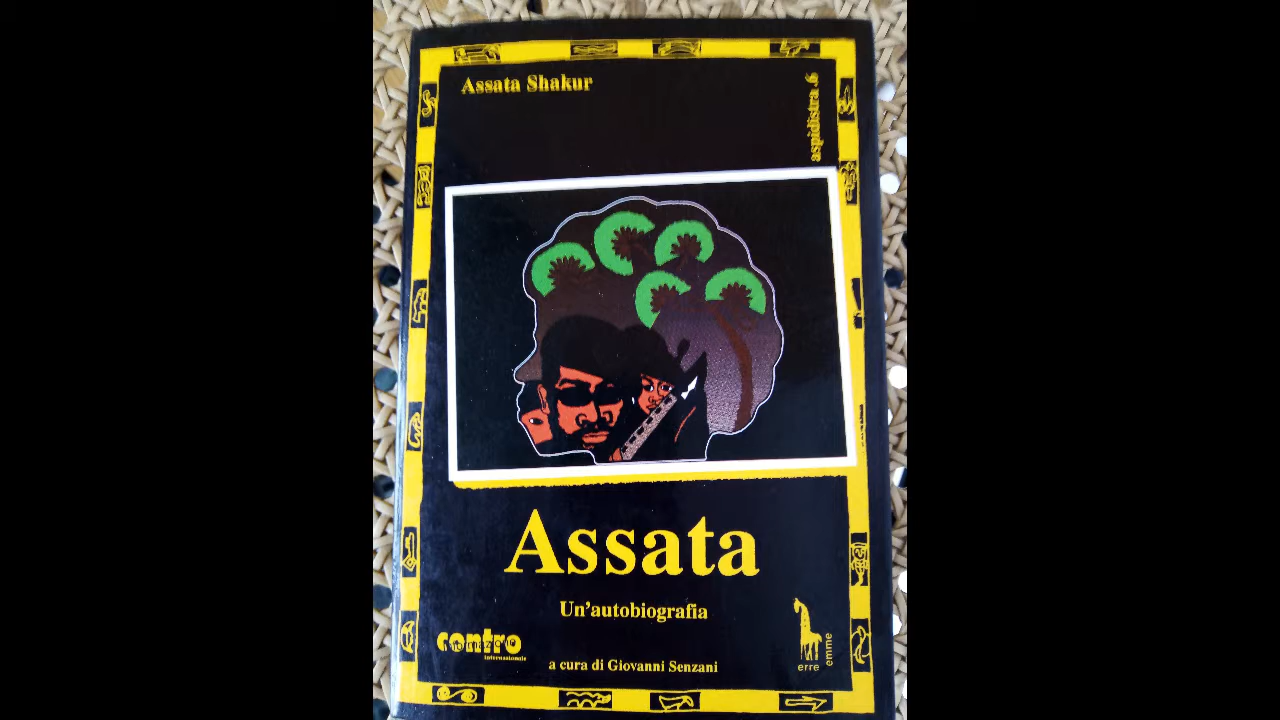 Assata Shakur
aspidistra 6
Assata
Un'autobiografia
contro
internazionale
a cura di Giovanni Senzani
erre
emme